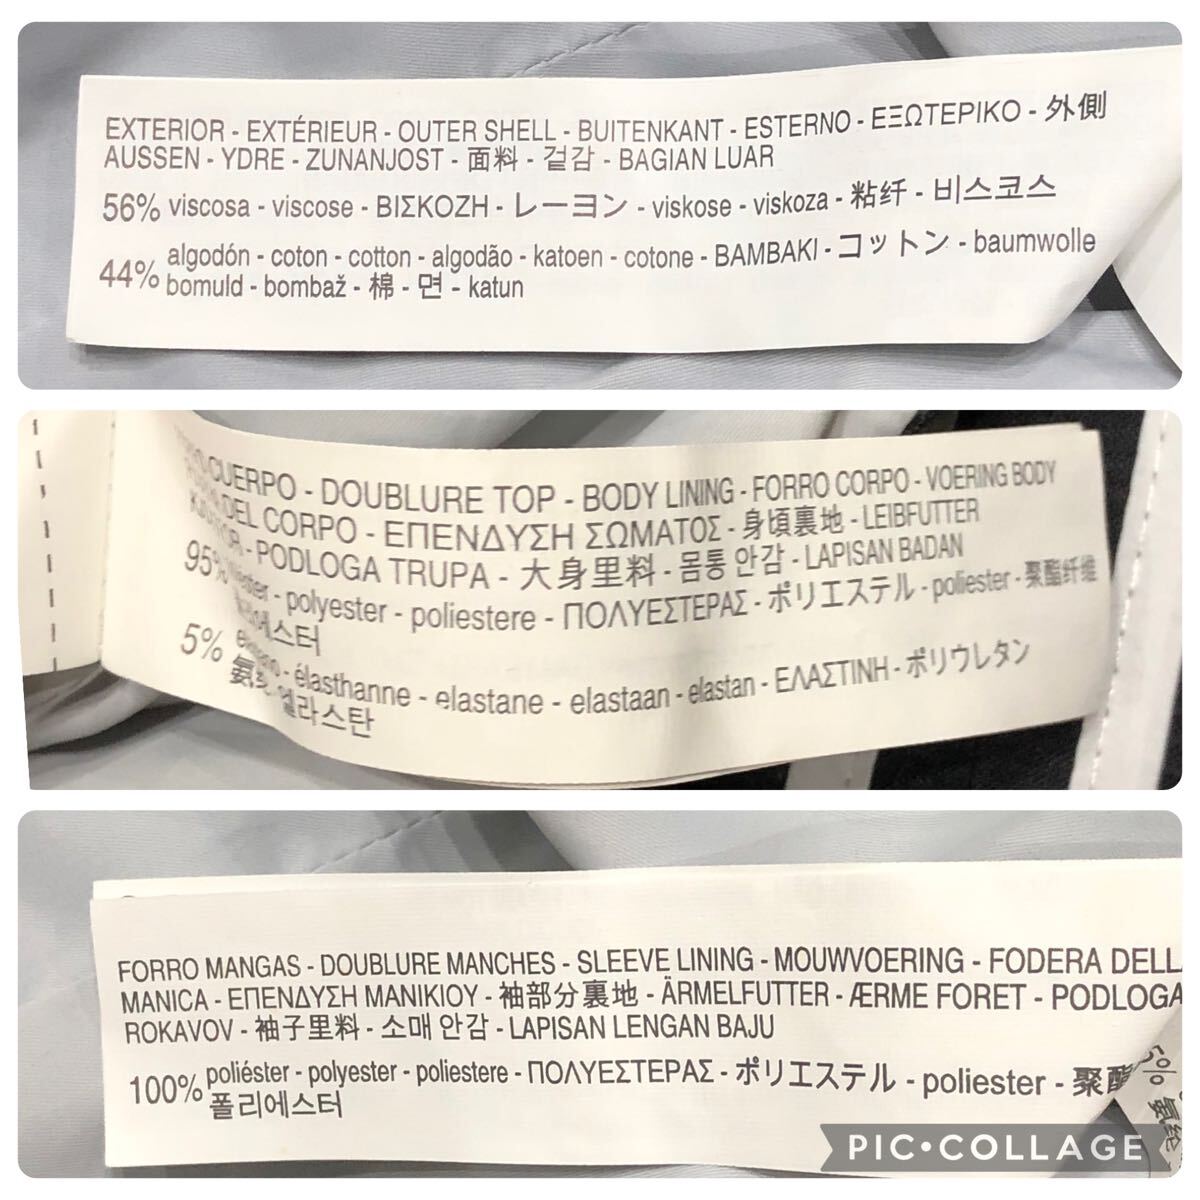 EXTERIOR - EXTÉRIEUR - OUTER SHELL - BUITENKANT - ESTERNO - ΕΞΩΤΕΡΙΚΟ - 外側
AUSSEN - YDRE - ZUNANJOST - 面料 - 겉감 - BAGIAN LUAR
56% viscosa - viscose - ΒΙΣΚΟΖΗ - レーヨン - viskose - viskoza - 粘纤 - 비스코스
44% algodón - coton - cotton - algodão - katoen - cotone - BAMBAKI - コットン - baumwolle
bomuld - bombaž - 棉 - 면 - katun
CUERPO - DOUBLURE TOP - BODY LINING - FORRO CORPO - VOERING BODY
DEL CORPO - ΕΠΕΝΔΥΣΗ ΣΩΜΑΤΟΣ - 身頃裏地 - LEIBFUTTER
- PODLOGA TRUPA - 大身里料 - 몸통 안감 - LAPISAN BADAN
95% - polyester - poliestere - ΠΟΛΥΕΣΤΕΡΑΣ - ポリエステル - poliester - 聚酯纤维
에스터
5% - élasthanne - elastane - elastaan - elastan - ΕΛΑΣΤΙΝΗ - ポリウレタン
엘라스탄
FORRO MANGAS - DOUBLURE MANCHES - SLEEVE LINING - MOUWVOERING - FODERA DELL
MANICA - ΕΠΕΝΔΥΣΗ ΜΑΝΙΚΙΟΥ - 袖部分裏地 - ÄRMELFUTTER - ÆRME FORET - PODLOGA
ROKAVOV - 袖子里料 - 소매 안감 - LAPISAN LENGAN BAJU
100% poliéster - polyester - poliestere - ΠΟΛΥΕΣΤΕΡΑΣ - ポリエステル - poliester - 聚酯
폴리에스터
5% 氨纶
PIC•COLLAGE